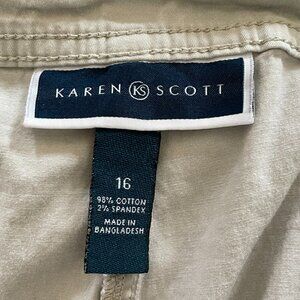 KAREN KS SCOTT
16
98% COTTON
2% SPANDEX
MADE IN
BANGLADESH